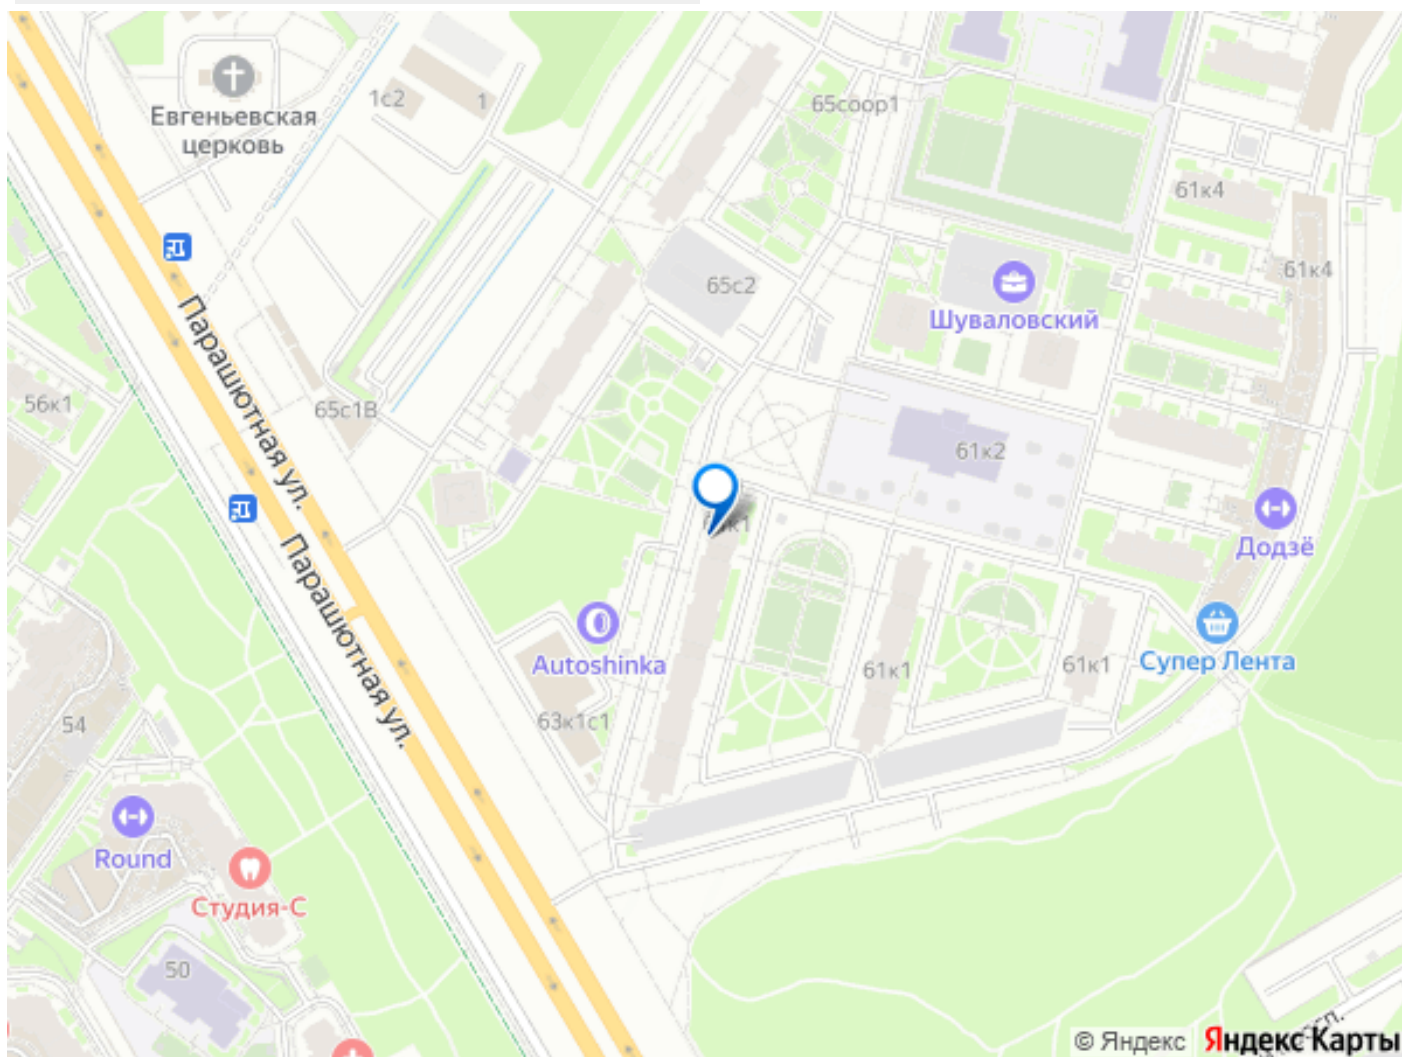 Евгеньевская
церковь
1с2
1
65соор1
61к4
65с2
61к4
Шуваловский
Парашютная ул.
56к1
65с1В
61к2
Додзё
Парашютная ул.
Autoshinka
61к1
61к1
Супер Лента
63к1с1
54
Round
Студия-С
50
© Яндекс
Яндекс Карты